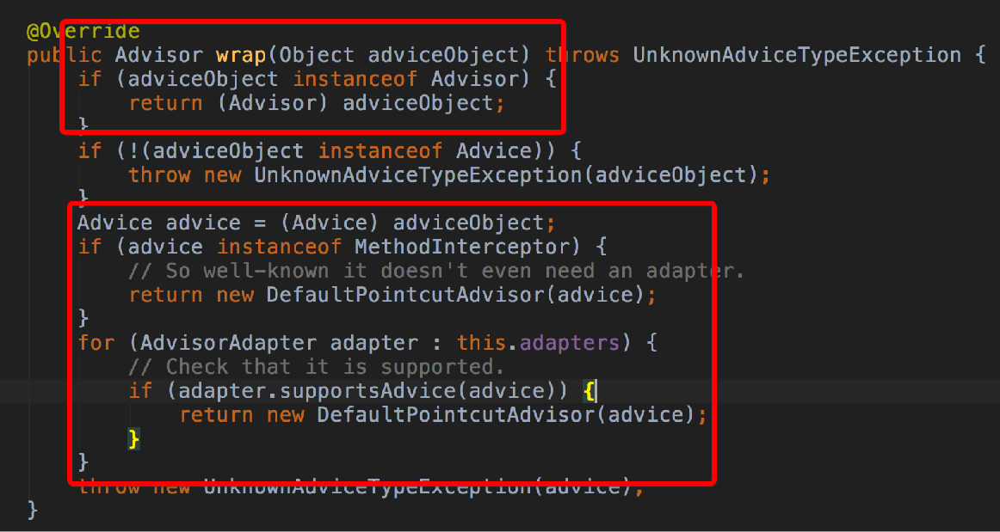 @Override
public Advisor wrap(Object adviceObject) throws UnknownAdviceTypeException {
if (adviceObject instanceof Advisor) {
return (Advisor) adviceObject;
}
if (!(adviceObject instanceof Advice)) {
throw new UnknownAdviceTypeException(adviceObject);
}
Advice advice = (Advice) adviceObject;
if (advice instanceof MethodInterceptor) {
// So well-known it doesn't even need an adapter.
return new DefaultPointcutAdvisor(advice);
}
for (AdvisorAdapter adapter : this.adapters) {
// Check that it is supported.
if (adapter.supportsAdvice(advice)) {
return new DefaultPointcutAdvisor(advice);
}
}
throw new UnknownAdviceTypeException(advice);
}